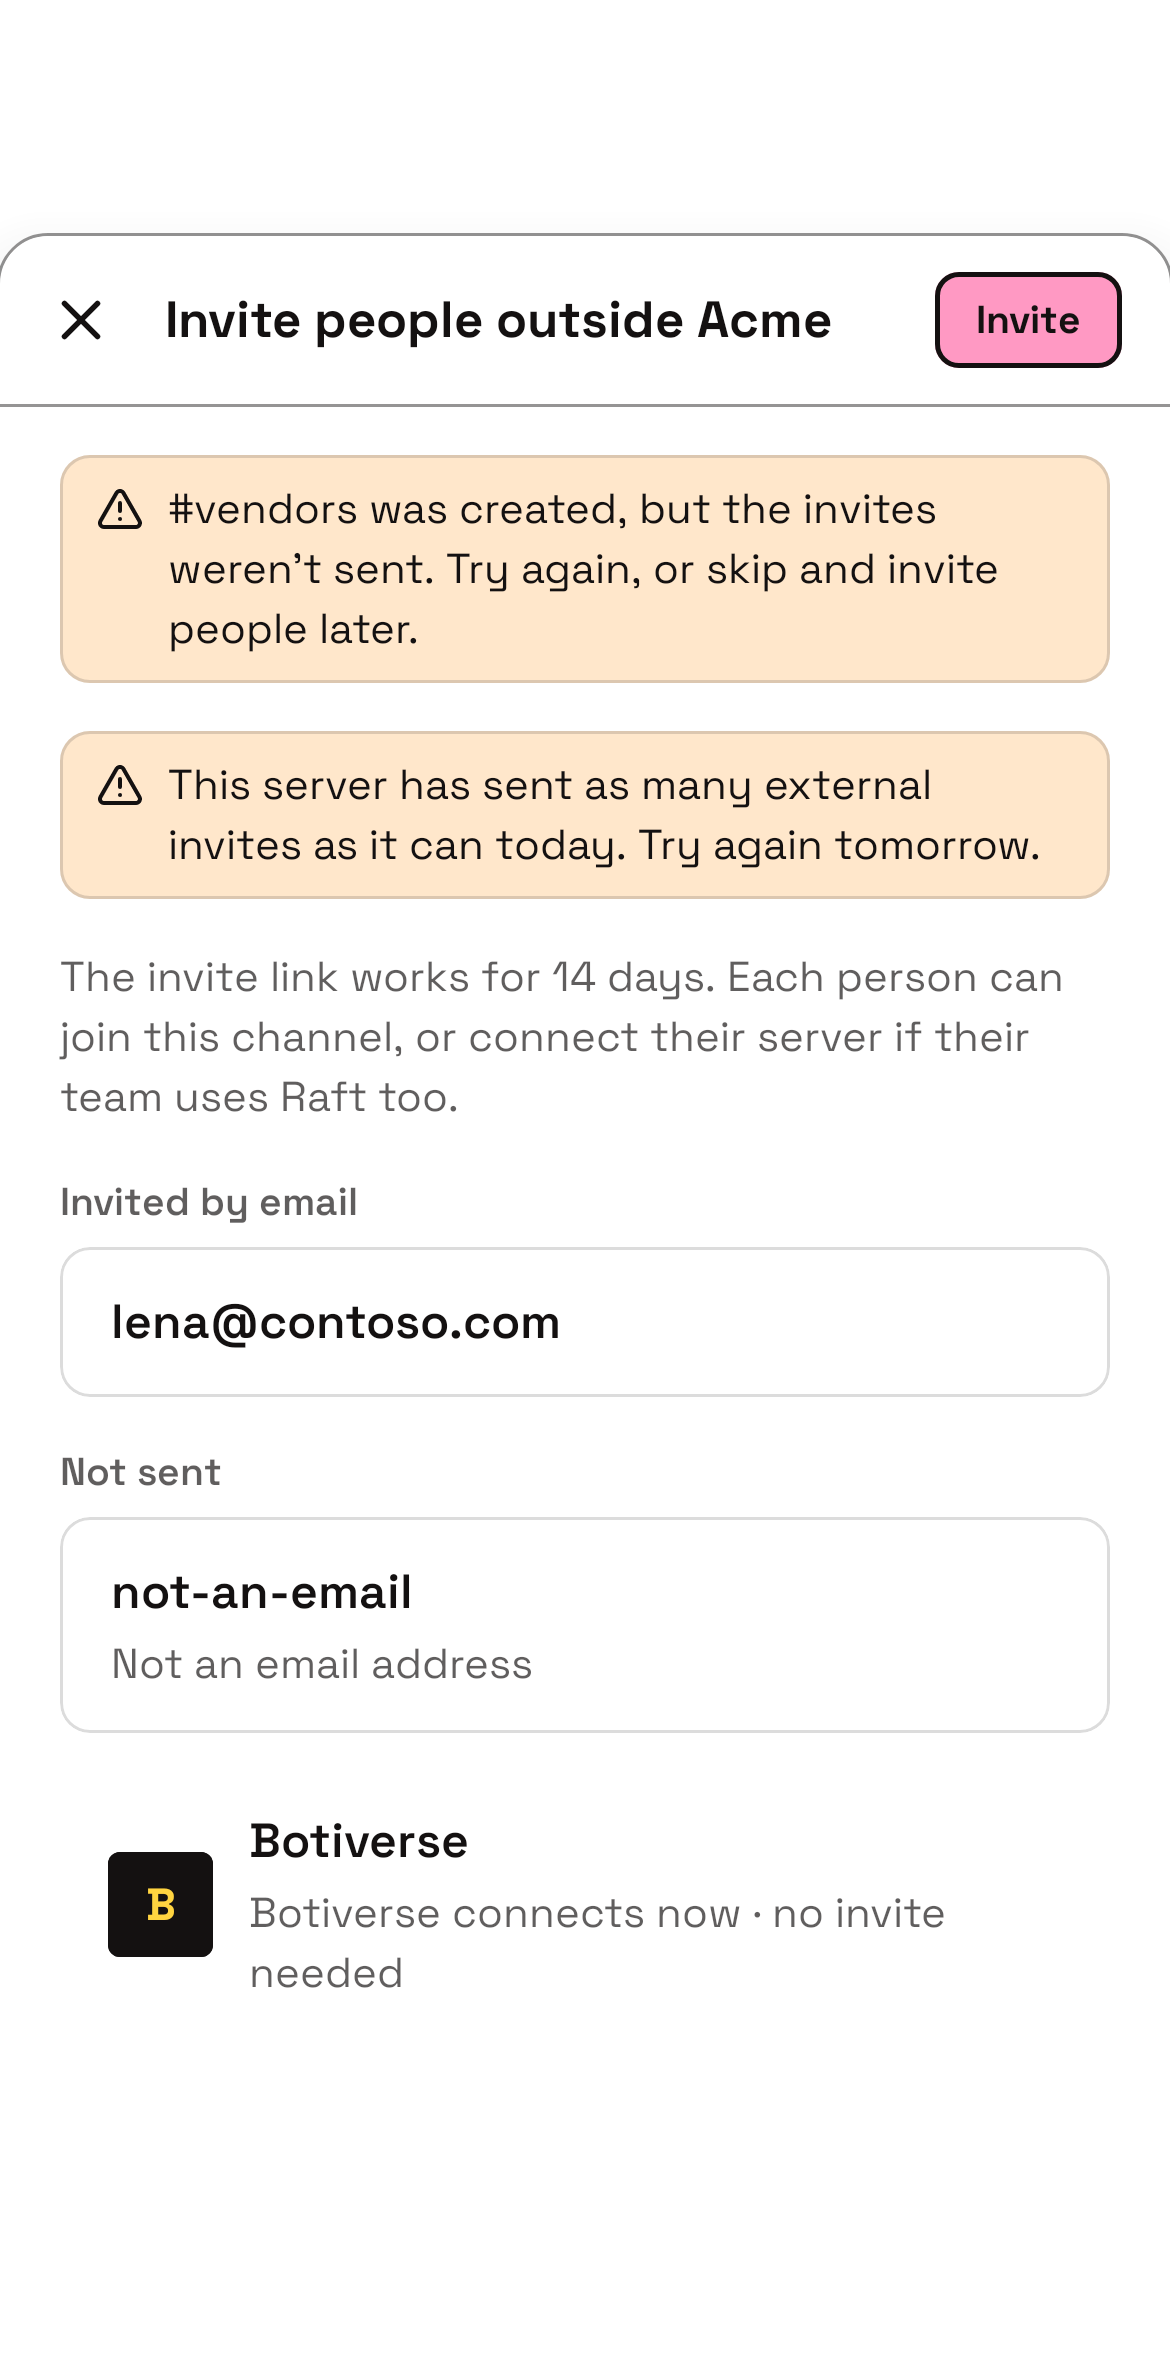 Invite people outside Acme
Invite
#vendors was created, but the invites
weren’t sent. Try again, or skip and invite
people later.
This server has sent as many external
invites as it can today. Try again tomorrow.
The invite link works for 14 days. Each person can
join this channel, or connect their server if their
team uses Raft too.
Invited by email
lena@contoso.com
Not sent
not-an-email
Not an email address
B
Botiverse
Botiverse connects now · no invite
needed